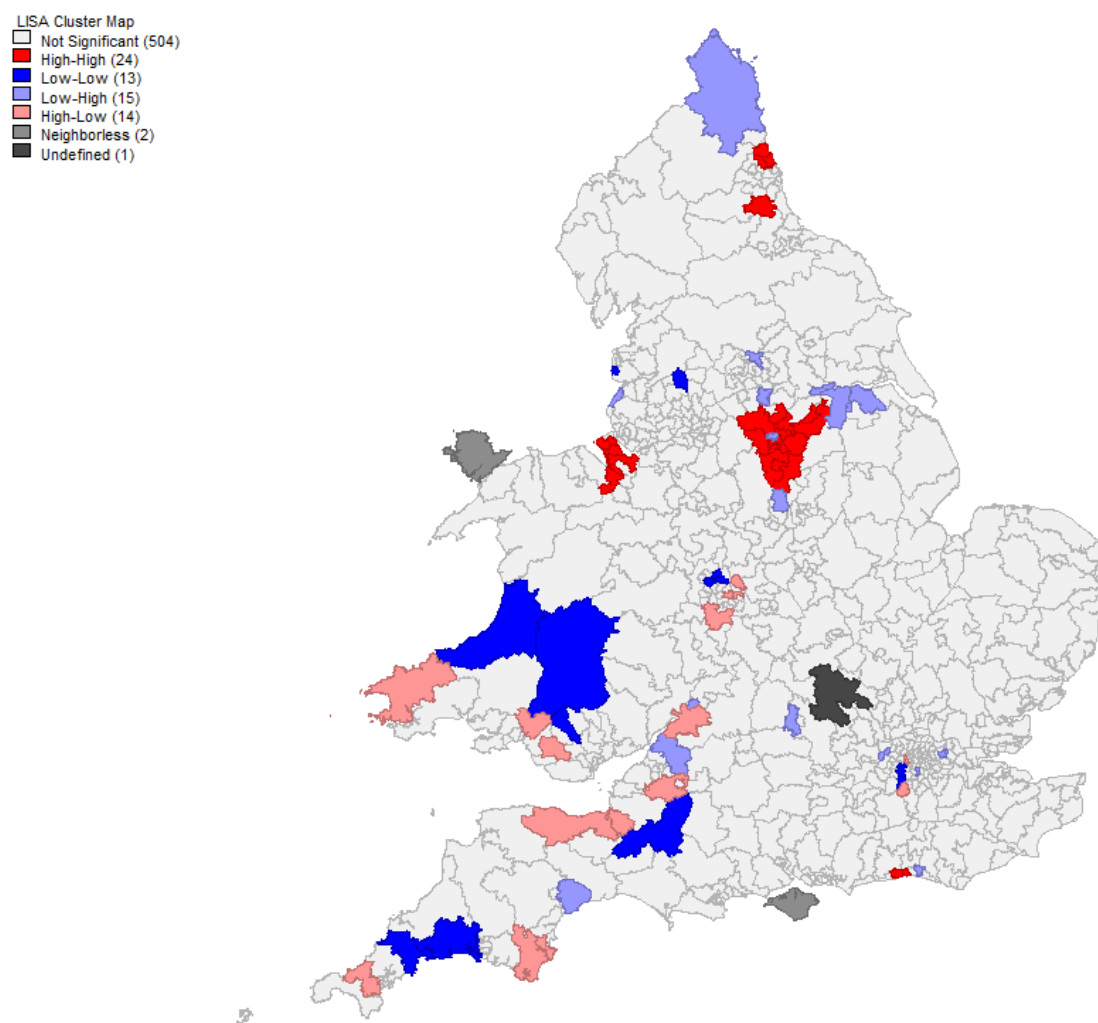 LISA Cluster Map
Not Significant (504)
High-High (24)
Low-Low (13)
Low-High (15)
High-Low (14)
Neighborless (2)
Undefined (1)